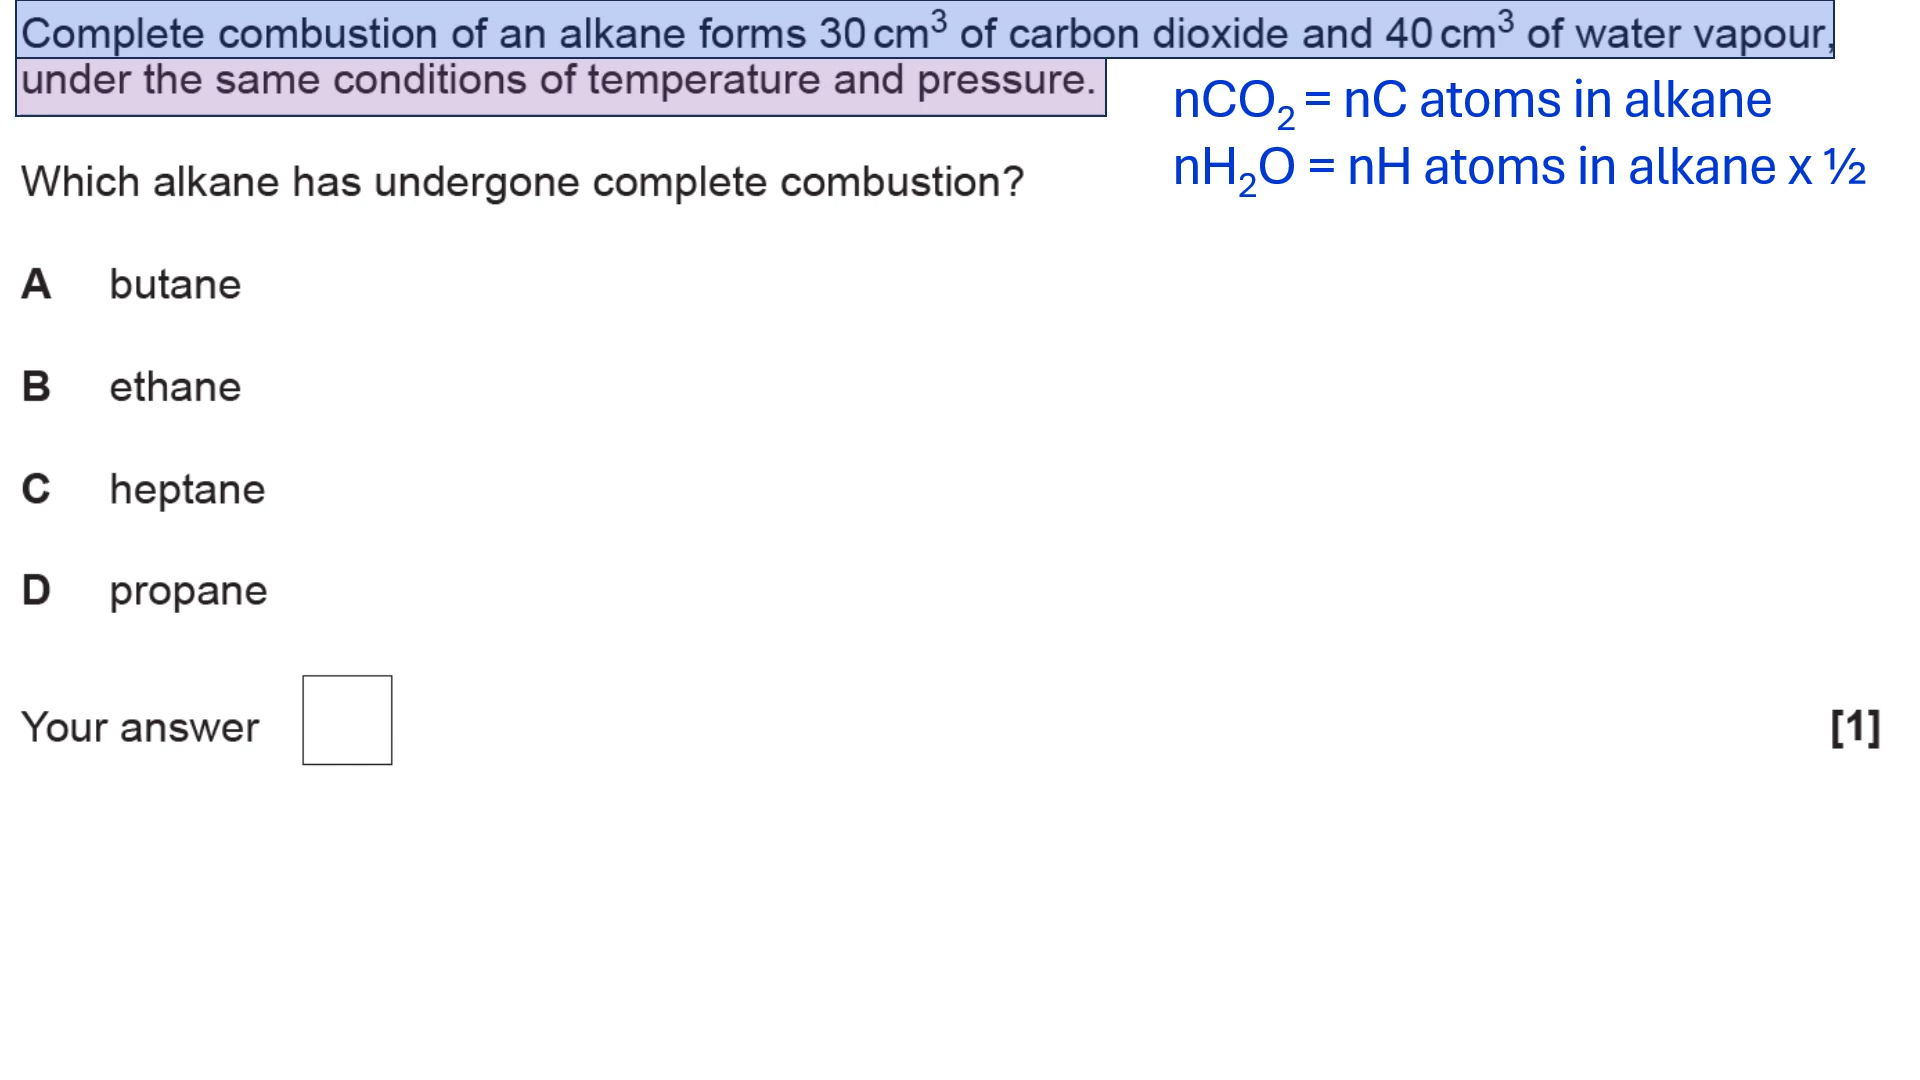 Complete combustion of an alkane forms 30 cm³ of carbon dioxide and 40 cm³ of water vapour,
under the same conditions of temperature and pressure.
nCO₂ = nC atoms in alkane
nH₂O = nH atoms in alkane x ½
Which alkane has undergone complete combustion?
A butane
B ethane
C heptane
D propane
Your answer
[1]